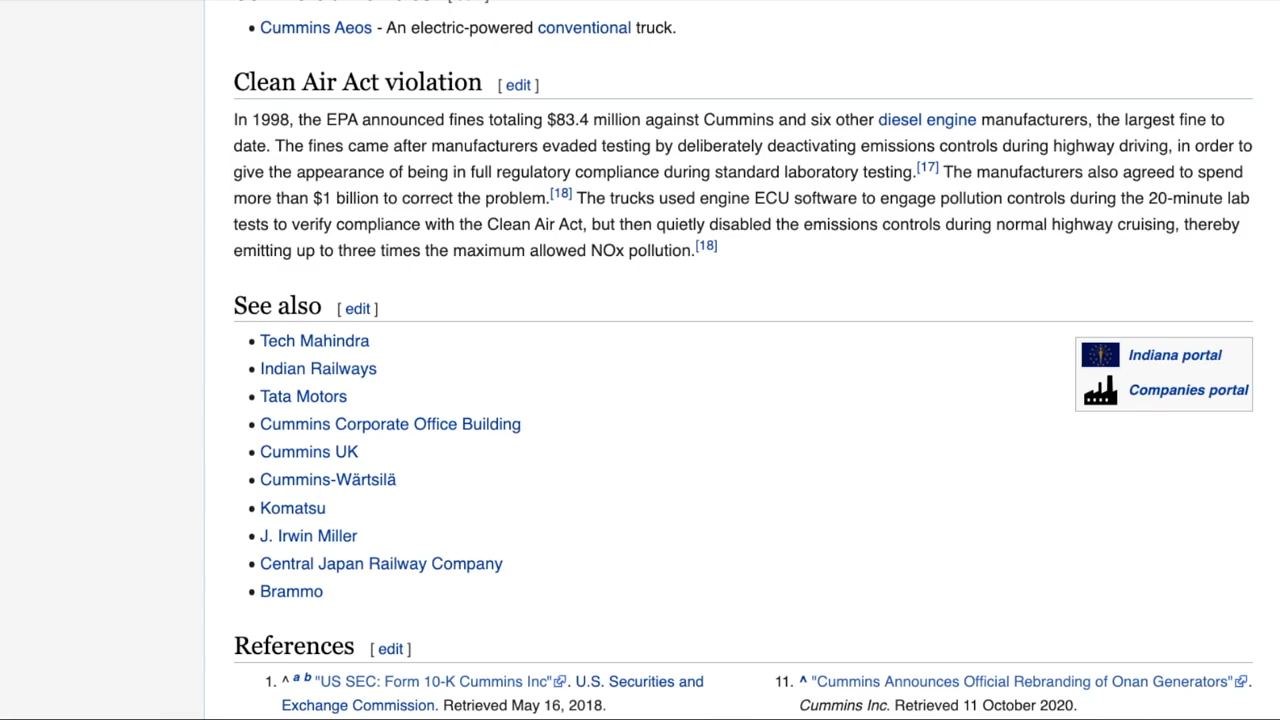 • Cummins Aeos - An electric-powered conventional truck.
Clean Air Act violation [ edit ]
In 1998, the EPA announced fines totaling $83.4 million against Cummins and six other diesel engine manufacturers, the largest fine to
date. The fines came after manufacturers evaded testing by deliberately deactivating emissions controls during highway driving, in order to
give the appearance of being in full regulatory compliance during standard laboratory testing.[17] The manufacturers also agreed to spend
more than $1 billion to correct the problem.[18] The trucks used engine ECU software to engage pollution controls during the 20-minute lab
tests to verify compliance with the Clean Air Act, but then quietly disabled the emissions controls during normal highway cruising, thereby
emitting up to three times the maximum allowed NOx pollution.[18]
See also [ edit ]
• Tech Mahindra
• Indian Railways
• Tata Motors
• Cummins Corporate Office Building
• Cummins UK
• Cummins-Wärtsilä
• Komatsu
• J. Irwin Miller
• Central Japan Railway Company
• Brammo
Indiana portal
Companies portal
References [ edit ]
1. ^ a b "US SEC: Form 10-K Cummins Inc". U.S. Securities and
Exchange Commission. Retrieved May 16, 2018.
11. ^ "Cummins Announces Official Rebranding of Onan Generators".
Cummins Inc. Retrieved 11 October 2020.